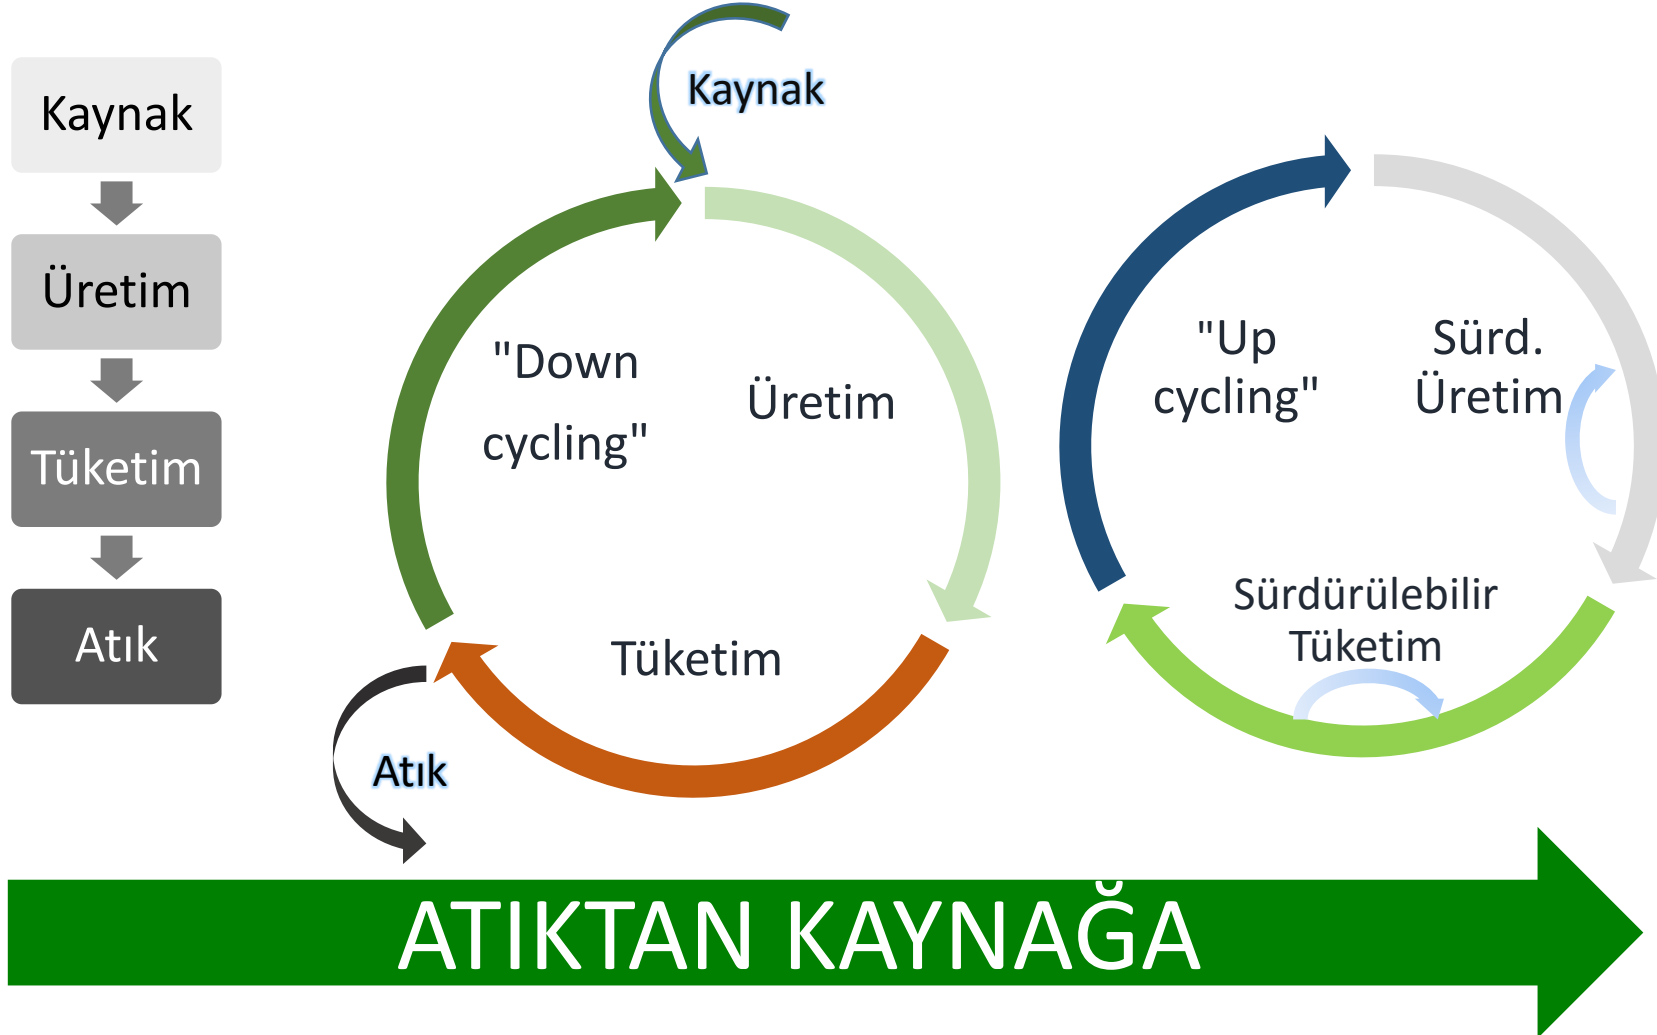 Kaynak
Üretim
Tüketim
Atık
Kaynak
"Down
cycling"
Üretim
Tüketim
Atık
"Up
cycling"
Sürd.
Üretim
Sürdürülebilir
Tüketim
ATIKTAN KAYNAĞA